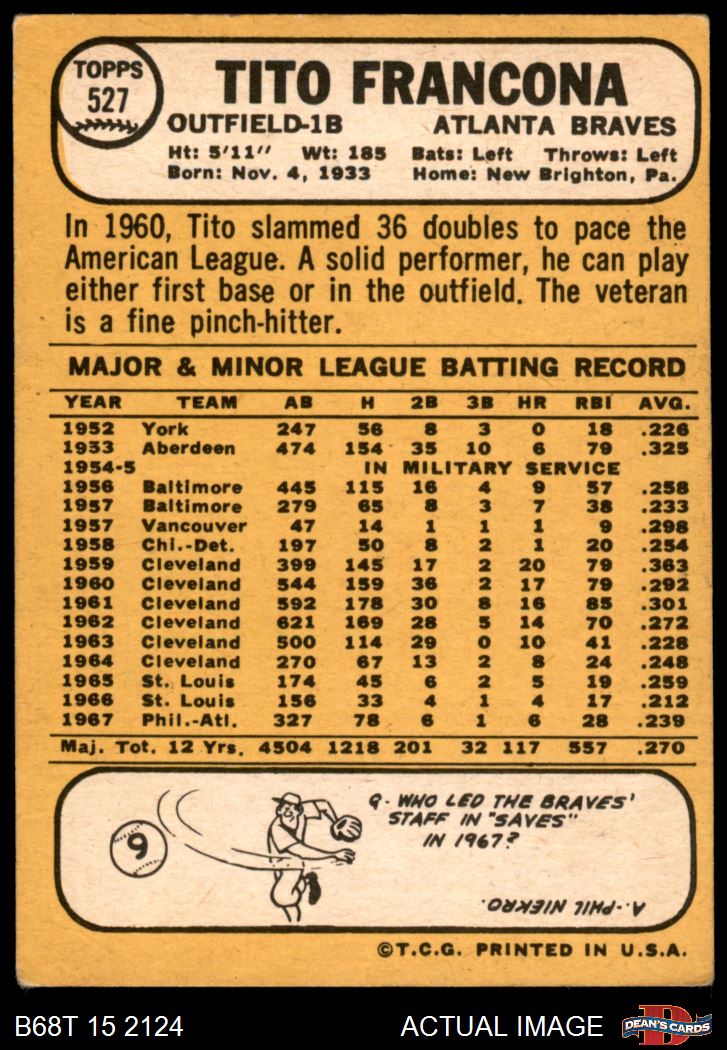 TOPPS
527
TITO FRANCONA
OUTFIELD-1B ATLANTA BRAVES
Ht: 5'11" Wt: 185 Bats: Left Throws: Left
Born: Nov. 4, 1933 Home: New Brighton, Pa.
In 1960, Tito slammed 36 doubles to pace the
American League. A solid performer, he can play
either first base or in the outfield. The veteran
is a fine pinch-hitter.
MAJOR & MINOR LEAGUE BATTING RECORD
YEAR TEAM AB H 2B 3B HR RBI AVG.
1952 York 247 56 8 3 0 18 .226
1953 Aberdeen 474 154 35 10 6 79 .325
1954-5 IN MILITARY SERVICE
1956 Baltimore 445 115 16 4 9 57 .258
1957 Baltimore 279 65 8 3 7 38 .233
1957 Vancouver 47 14 1 1 1 9 .298
1958 Chi.-Det. 197 50 8 2 1 20 .254
1959 Cleveland 399 145 17 2 20 79 .363
1960 Cleveland 544 159 36 2 17 79 .292
1961 Cleveland 592 178 30 8 16 85 .301
1962 Cleveland 621 169 28 5 14 70 .272
1963 Cleveland 500 114 29 0 10 41 .228
1964 Cleveland 270 67 13 2 8 24 .248
1965 St. Louis 174 45 6 2 5 19 .259
1966 St. Louis 156 33 4 1 4 17 .212
1967 Phil.-Atl. 327 78 6 1 6 28 .239
Maj. Tot. 12 Yrs. 4504 1218 201 32 117 557 .270
9
Q- WHO LED THE BRAVES'
STAFF IN "SAVES"
IN 1967?
A.-PHIL NIEKRO.
©T.C.G. PRINTED IN U.S.A.
B68T 15 2124 ACTUAL IMAGE
D
DEAN'S CARDS